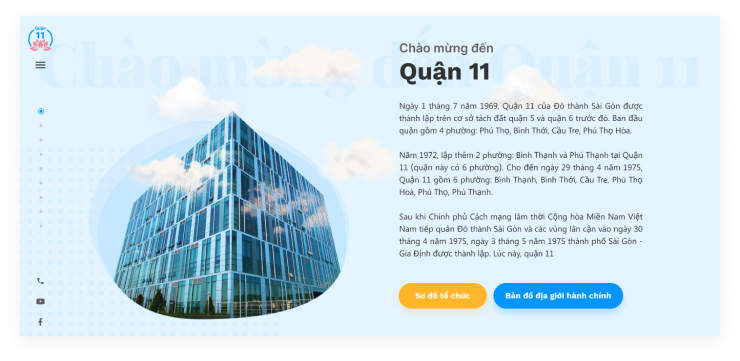 Quận
11
Chào mừng đến Quận 11
Chào mừng đến
Quận 11
Ngày 1 tháng 7 năm 1969, Quận 11 của Đô thành Sài Gòn được
thành lập trên cơ sở tách đất quận 5 và quận 6 trước đó. Ban đầu
quận gồm 4 phường: Phú Thọ, Bình Thới, Cầu Tre, Phú Thọ Hòa.
Năm 1972, lập thêm 2 phường: Bình Thạnh và Phú Thạnh tại Quận
11 (quận này có 6 phường). Cho đến ngày 29 tháng 4 năm 1975,
Quận 11 gồm 6 phường: Bình Thạnh, Bình Thới, Cầu Tre, Phú Thọ
Hoà, Phú Thọ, Phú Thạnh.
Sau khi Chính phủ Cách mạng lâm thời Cộng hòa Miền Nam Việt
Nam tiếp quản Đô thành Sài Gòn và các vùng lân cận vào ngày 30
tháng 4 năm 1975, ngày 3 tháng 5 năm 1975 thành phố Sài Gòn -
Gia Định được thành lập. Lúc này, quận 11
Sơ đồ tổ chức
Bản đồ địa giới hành chính